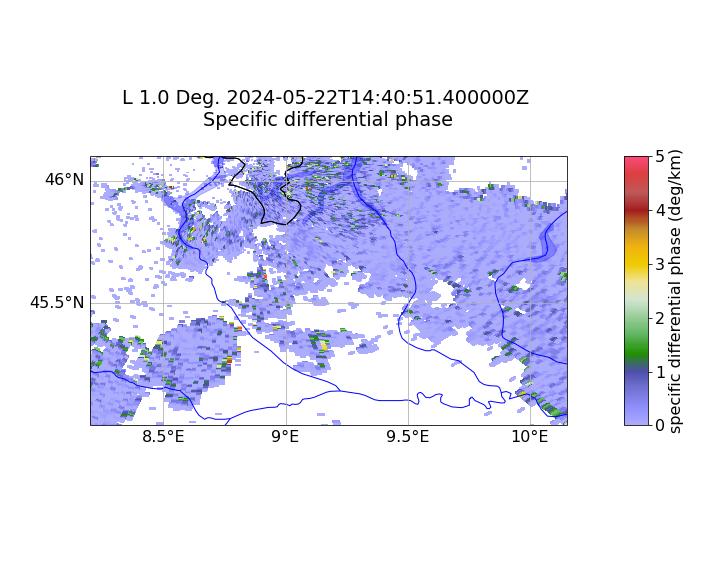 L 1.0 Deg. 2024-05-22T14:40:51.400000Z
Specific differential phase
46°N
45.5°N
8.5°E
9°E
9.5°E
10°E
5
4
3
2
1
0
specific differential phase (deg/km)